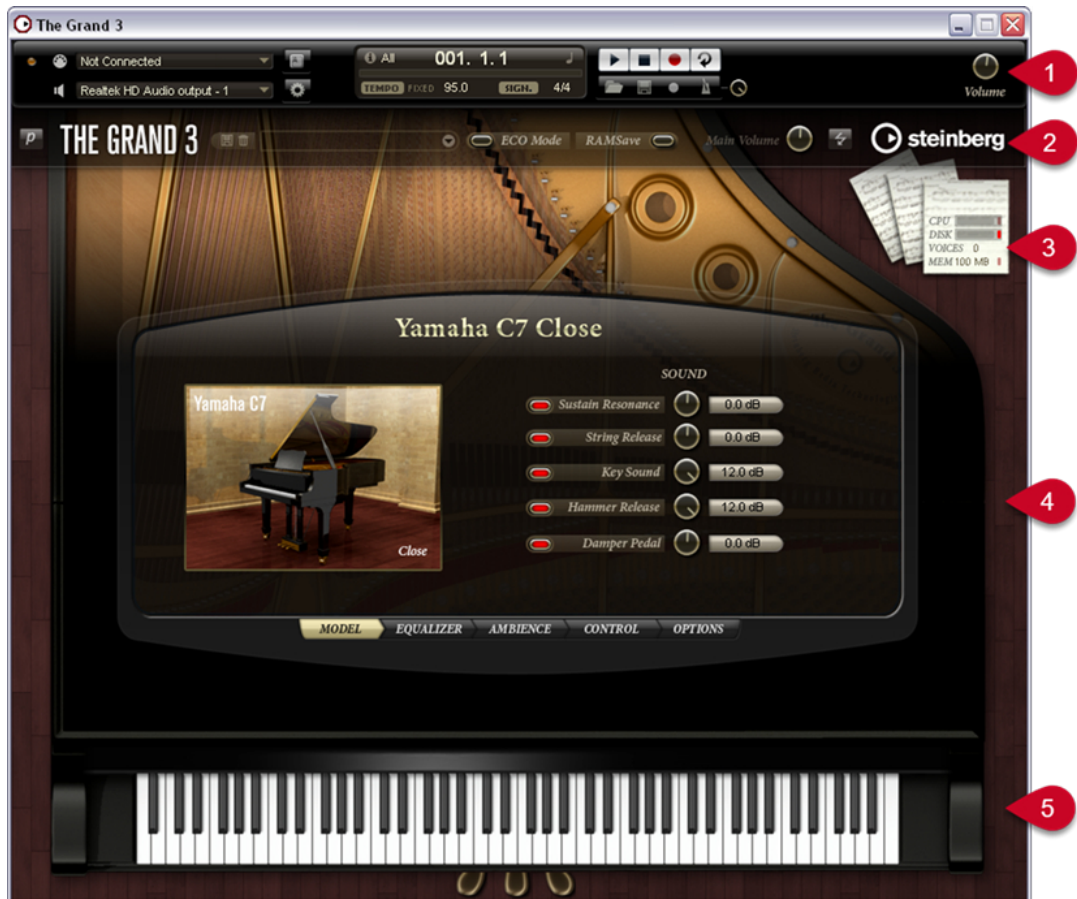 The Grand 3
Not Connected
All 001. 1. 1
Realtek HD Audio output - 1
TEMPO FIXED 95.0 SIGN. 4/4
Volume
1
p THE GRAND 3 ECO Mode RAMSave Main Volume steinberg
2
CPU
DISK
VOICES 0
MEM 100 MB
3
Yamaha C7 Close
Yamaha C7
Close
SOUND
Sustain Resonance 0.0 dB
String Release 0.0 dB
Key Sound 12.0 dB
Hammer Release 12.0 dB
Damper Pedal 0.0 dB
4
MODEL EQUALIZER AMBIENCE CONTROL OPTIONS
5